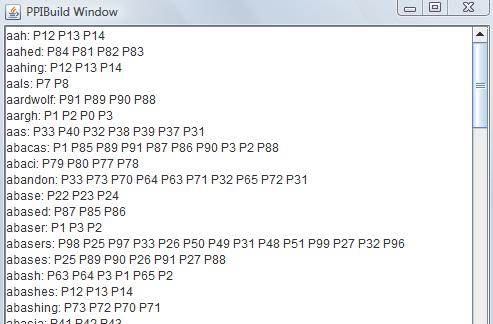 PPIBuild Window
aah: P12 P13 P14
aahed: P84 P81 P82 P83
aahing: P12 P13 P14
aals: P7 P8
aardwolf: P91 P89 P90 P88
aargh: P1 P2 P0 P3
aas: P33 P40 P32 P38 P39 P37 P31
abacas: P1 P85 P89 P91 P87 P86 P90 P3 P2 P88
abaci: P79 P80 P77 P78
abandon: P33 P73 P70 P64 P63 P71 P32 P65 P72 P31
abase: P22 P23 P24
abased: P87 P85 P86
abaser: P1 P3 P2
abasers: P98 P25 P97 P33 P26 P50 P49 P31 P48 P51 P99 P27 P32 P96
abases: P25 P89 P90 P26 P91 P27 P88
abash: P63 P64 P3 P1 P65 P2
abashes: P12 P13 P14
abashing: P73 P72 P70 P71
abasia: P41 P42 P43